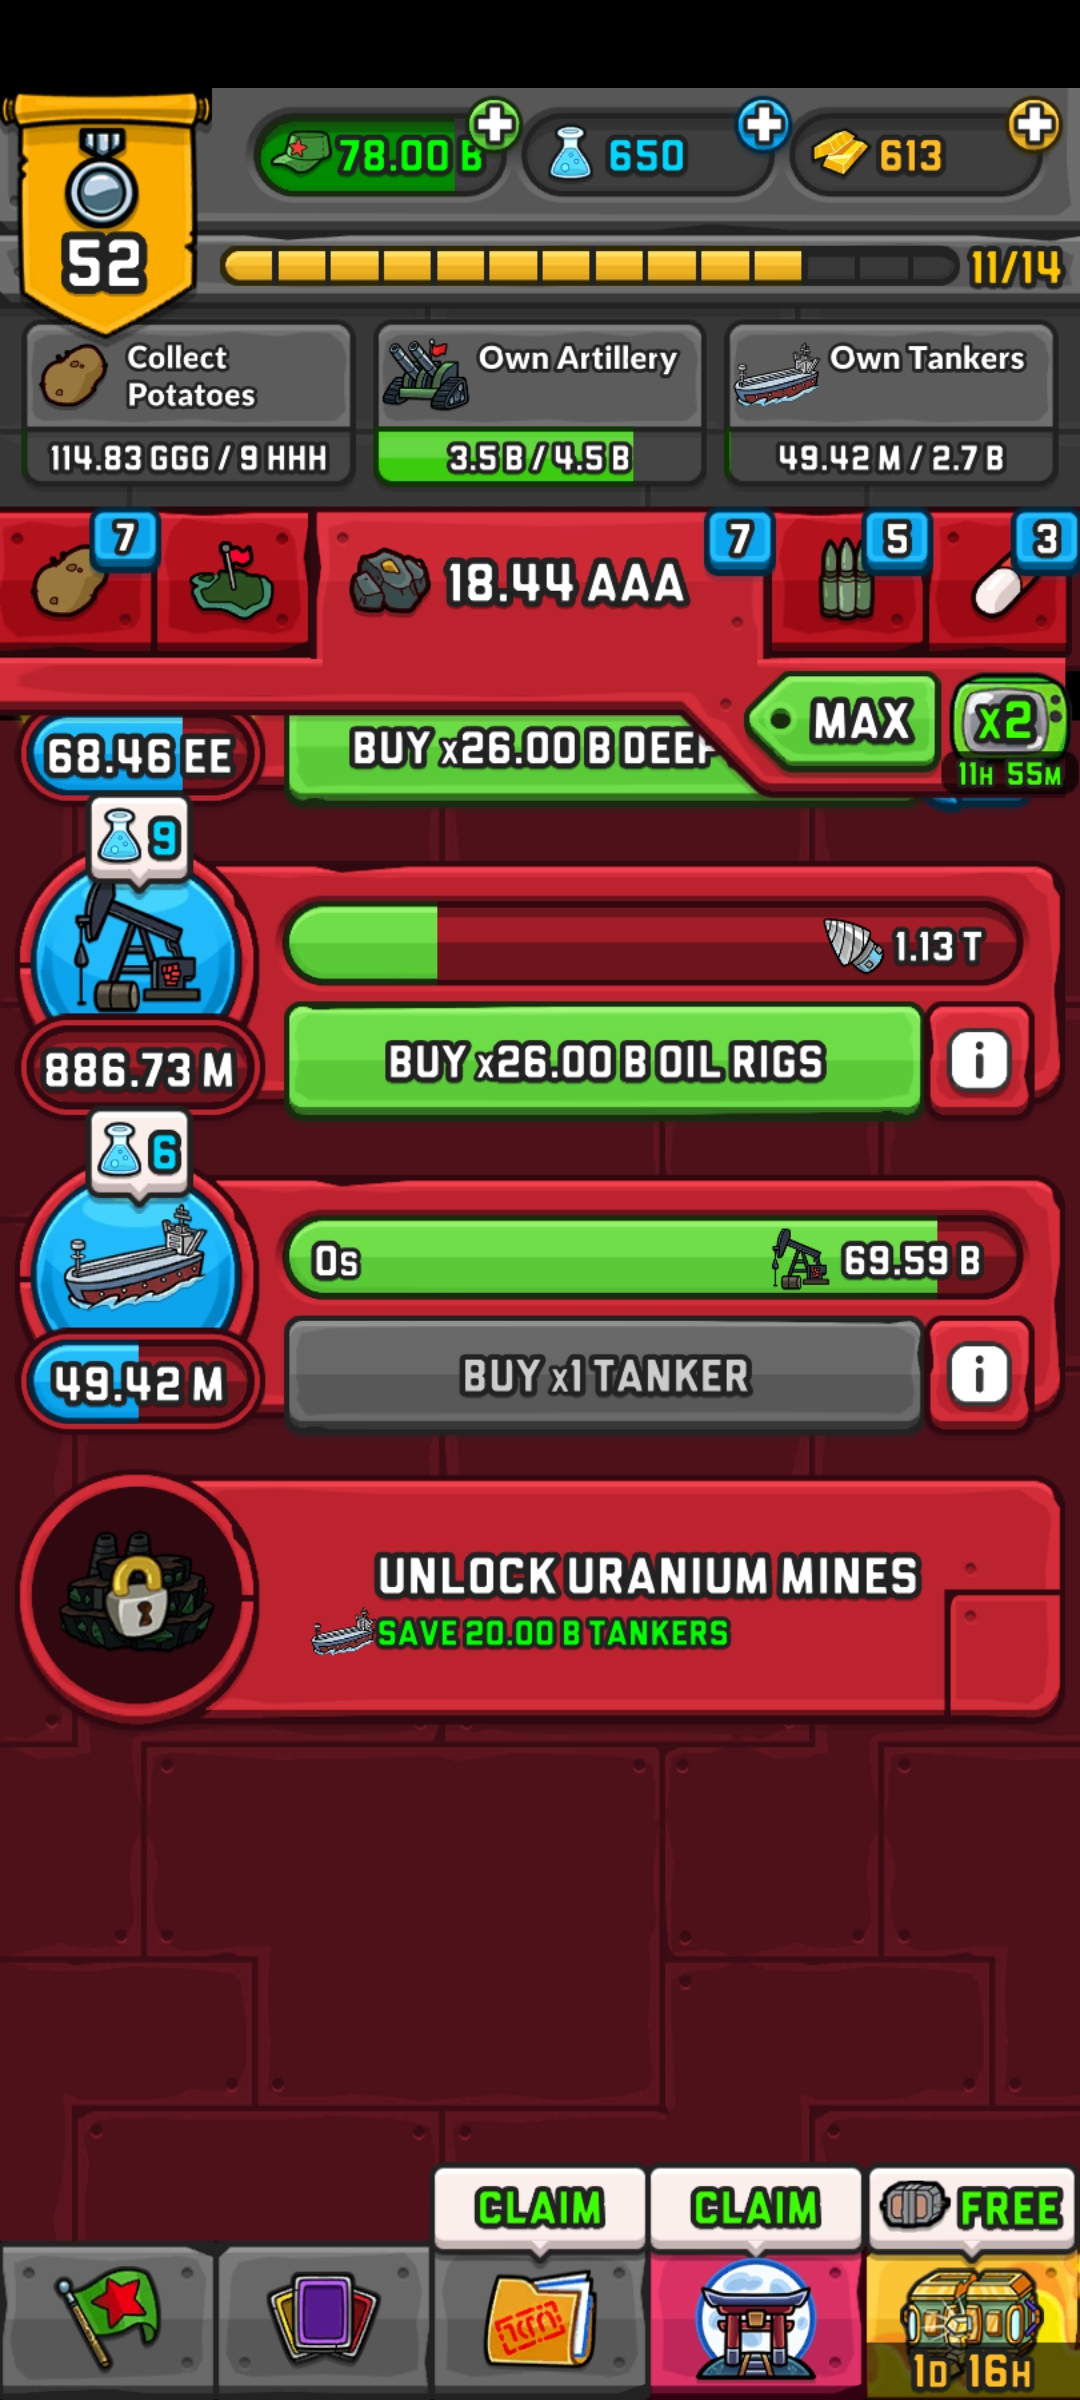 78.00 B
650
613
52
11/14
Collect
Potatoes
Own Artillery
Own Tankers
114.83 GGG / 9 HHH
3.5 B / 4.5 B
49.42 M / 2.7 B
7
18.44 AAA
7
5
3
MAX
x2
11H 55M
68.46 EE
BUY x26.00 B DEEP
9
1.13 T
886.73 M
BUY x26.00 B OIL RIGS
i
6
0s
69.59 B
49.42 M
BUY x1 TANKER
i
UNLOCK URANIUM MINES
SAVE 20.00 B TANKERS
CLAIM
CLAIM
FREE
1D 16H